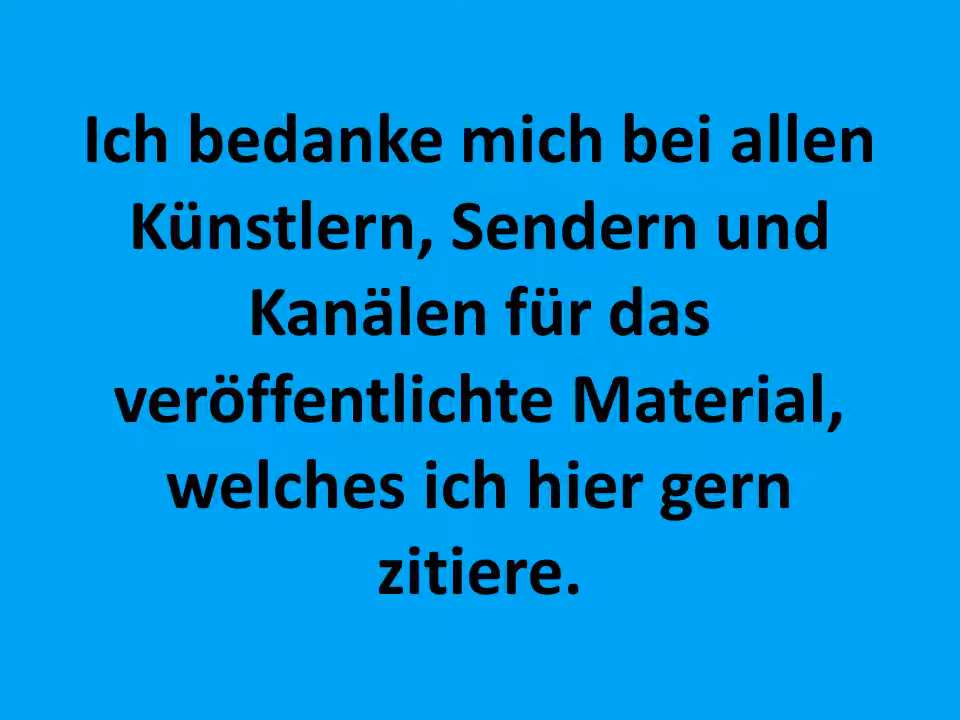 Ich bedanke mich bei allen
Künstlern, Sendern und
Kanälen für das
veröffentlichte Material,
welches ich hier gern
zitiere.